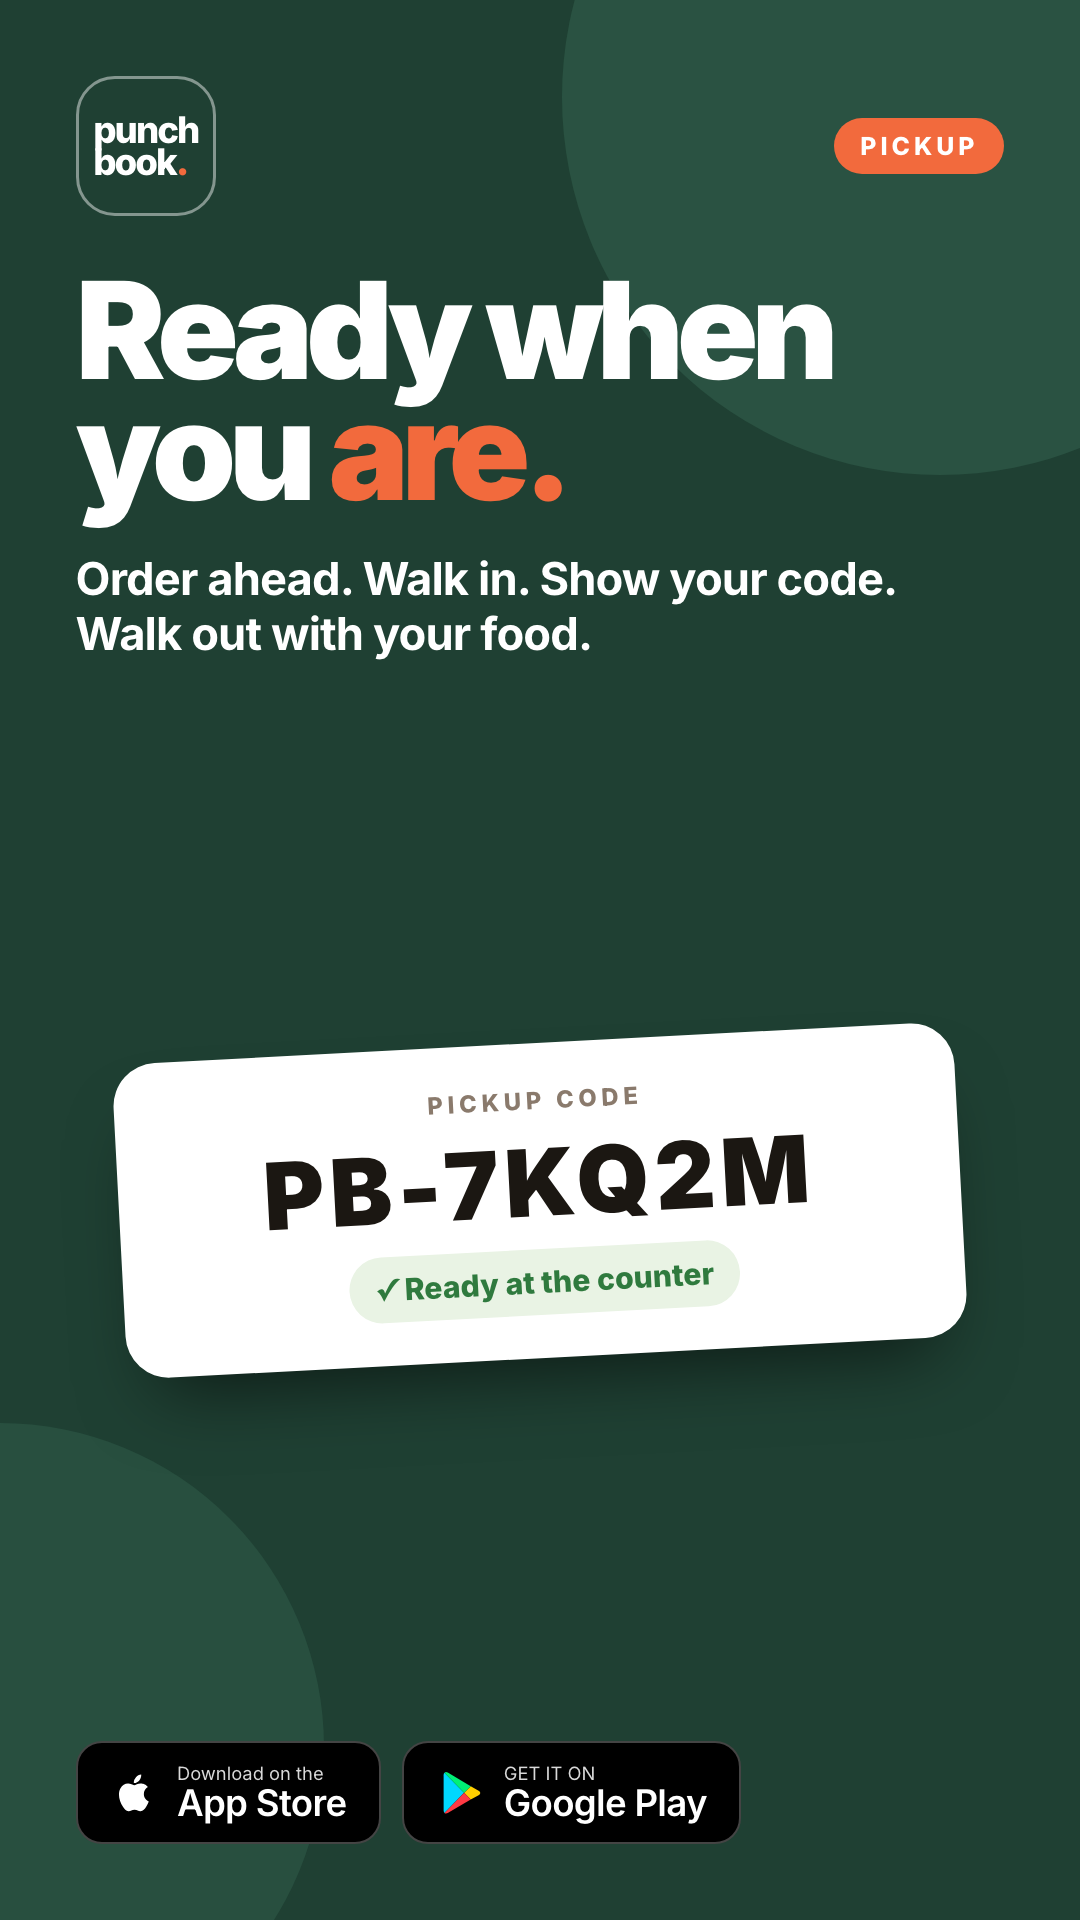 punch
book.
PICKUP
Ready when
you are.
Order ahead. Walk in. Show your code.
Walk out with your food.
PICKUP CODE
PB-7KQ2M
✓ Ready at the counter
Download on the
App Store
GET IT ON
Google Play